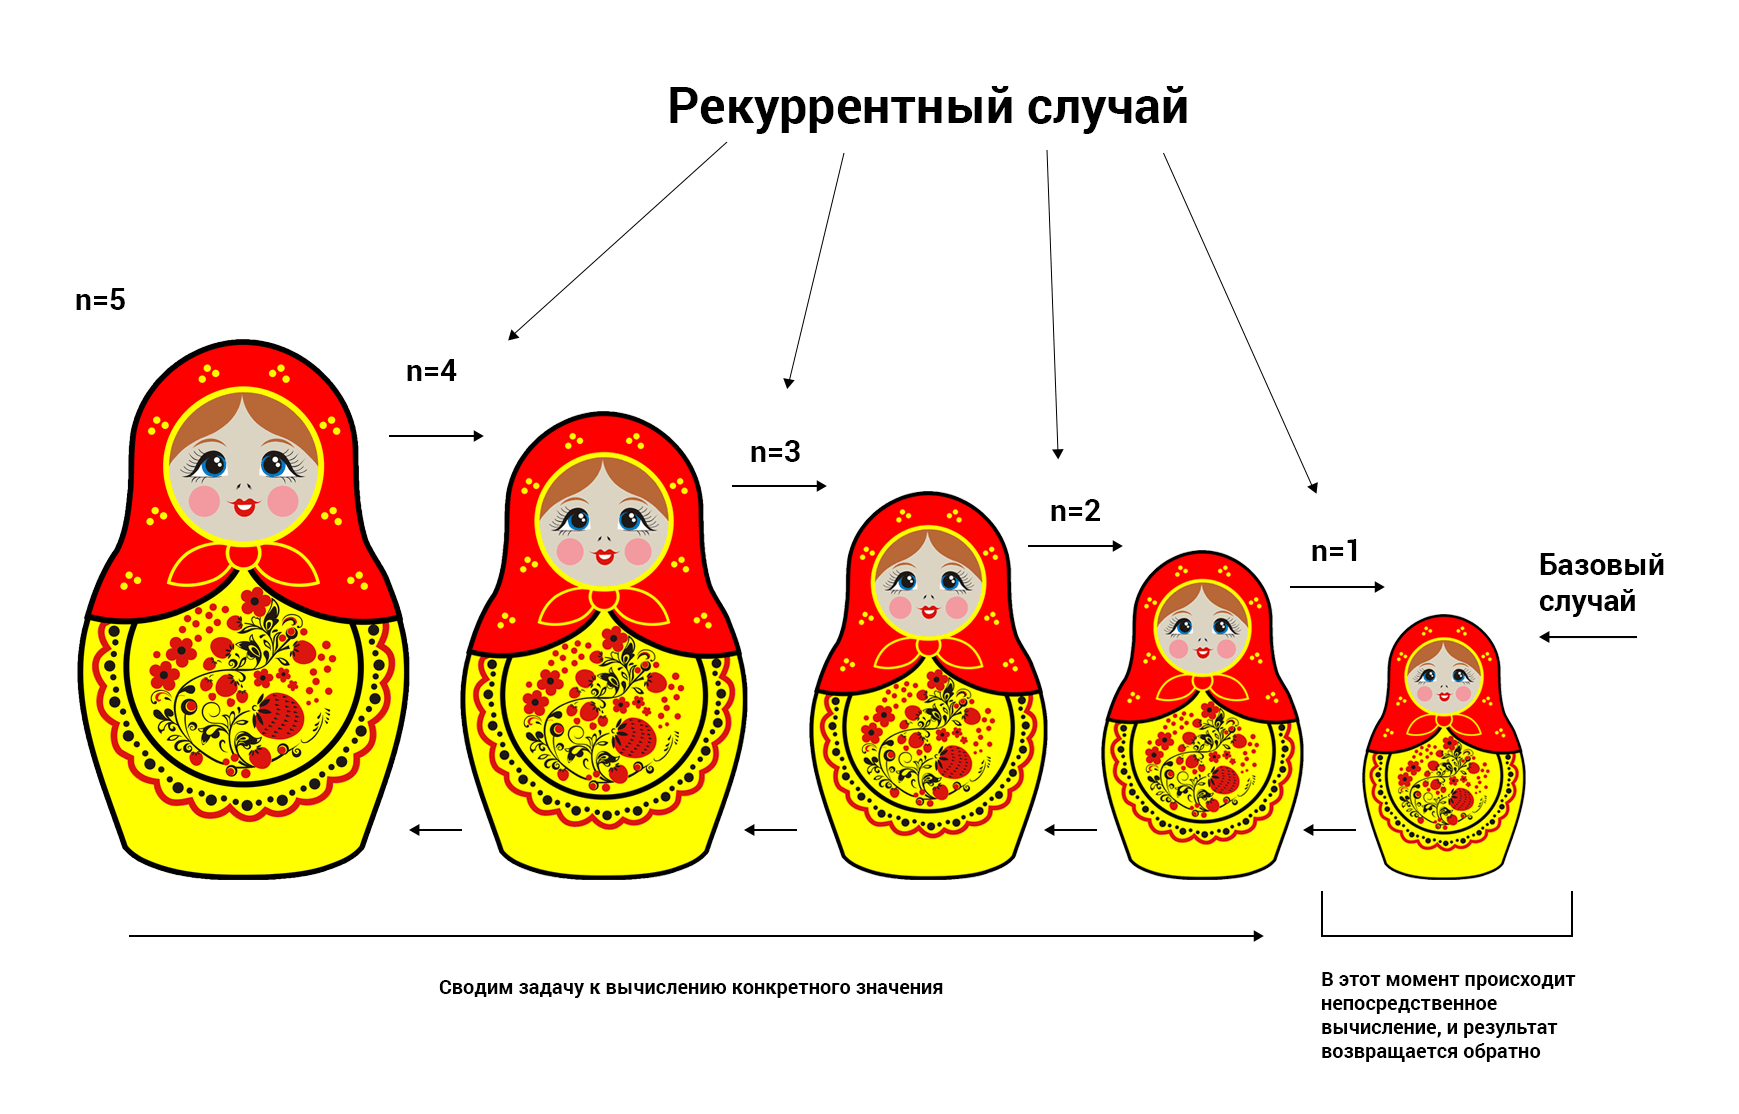 Рекуррентный случай
n=5
n=4
n=3
n=2
n=1
Базовый
случай
Сводим задачу к вычислению конкретного значения
В этот момент происходит
непосредственное
вычисление, и результат
возвращается обратно